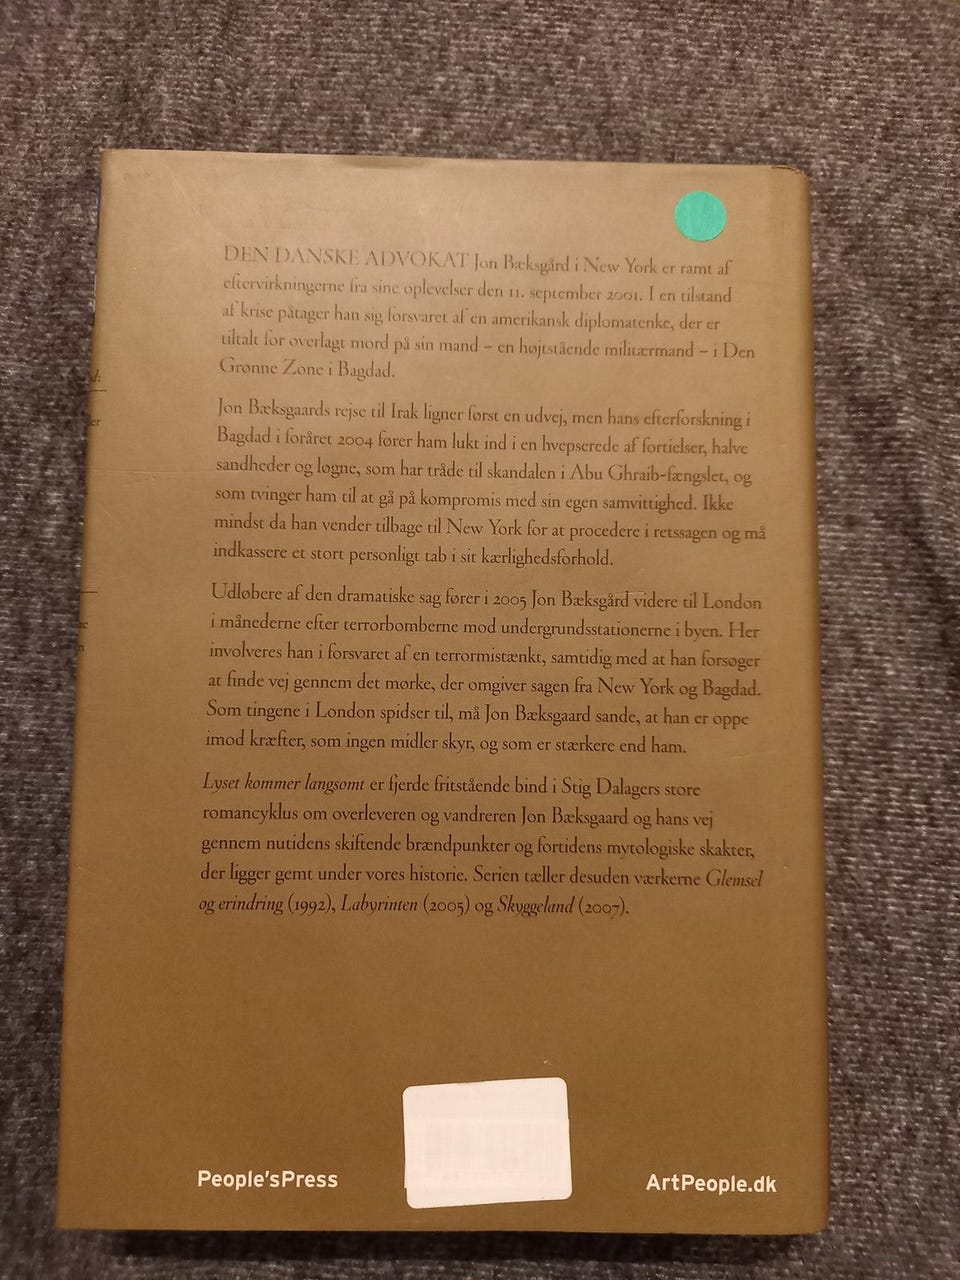 DEN DANSKE ADVOKAT Jon Bæksgård i New York er ramt af
eftervirkningerne fra sine oplevelser den 11. september 2001. I en tilstand
af krise påtager han sig forsvaret af en amerikansk diplomatenke, der er
tiltalt for overlagt mord på sin mand – en højtstående militærmand – i Den
Grønne Zone i Bagdad.
Jon Bæksgaards rejse til Irak ligner først en udvej, men hans efterforskning i
Bagdad i foråret 2004 fører ham lukt ind i en hvepserede af fortielser, halve
sandheder og løgne, som har tråde til skandalen i Abu Ghraib-fængslet, og
som tvinger ham til at gå på kompromis med sin egen samvittighed. Ikke
mindst da han vender tilbage til New York for at procedere i retssagen og må
indkassere et stort personligt tab i sit kærlighedsforhold.
Udløbere af den dramatiske sag fører i 2005 Jon Bæksgård videre til London
i månederne efter terrorbomberne mod undergrundsstationerne i byen. Her
involveres han i forsvaret af en terrormistænkt, samtidig med at han forsøger
at finde vej gennem det mørke, der omgiver sagen fra New York og Bagdad.
Som tingene i London spidser til, må Jon Bæksgaard sande, at han er oppe
imod kræfter, som ingen midler skyr, og som er stærkere end ham.
Lyset kommer langsomt er fjerde fritstående bind i Stig Dalagers store
romancyklus om overleveren og vandreren Jon Bæksgaard og hans vej
gennem nutidens skiftende brændpunkter og fortidens mytologiske skakter,
der ligger gemt under vores historie. Serien tæller desuden værkerne Glemsel
og erindring (1992), Labyrinten (2005) og Skyggeland (2007).
People'sPress
ArtPeople.dk